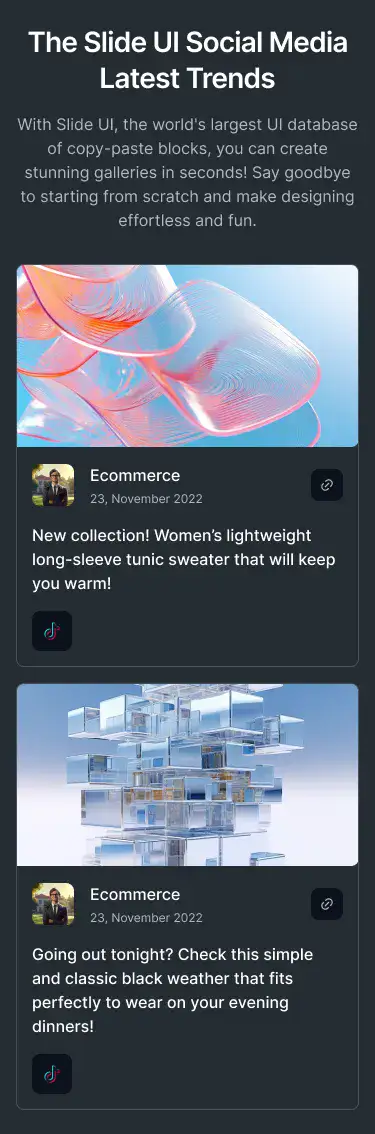 The Slide UI Social Media
Latest Trends
With Slide UI, the world's largest UI database
of copy-paste blocks, you can create
stunning galleries in seconds! Say goodbye
to starting from scratch and make designing
effortless and fun.
Ecommerce
23, November 2022
New collection! Women’s lightweight
long-sleeve tunic sweater that will keep
you warm!
Ecommerce
23, November 2022
Going out tonight? Check this simple
and classic black weather that fits
perfectly to wear on your evening
dinners!